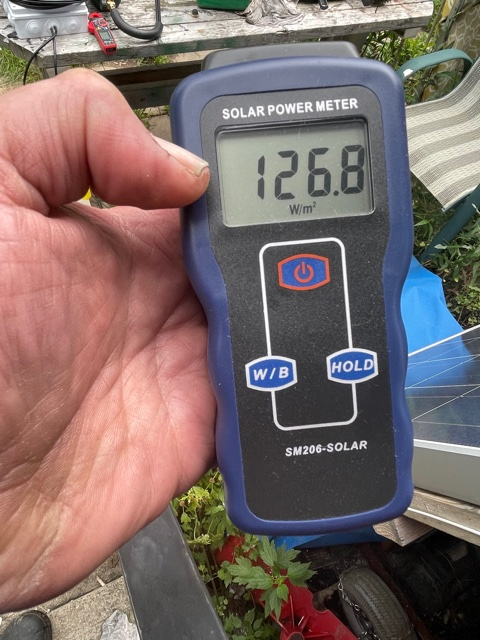 SOLAR POWER METER
126.8
W/m²
W/B
HOLD
SM206-SOLAR